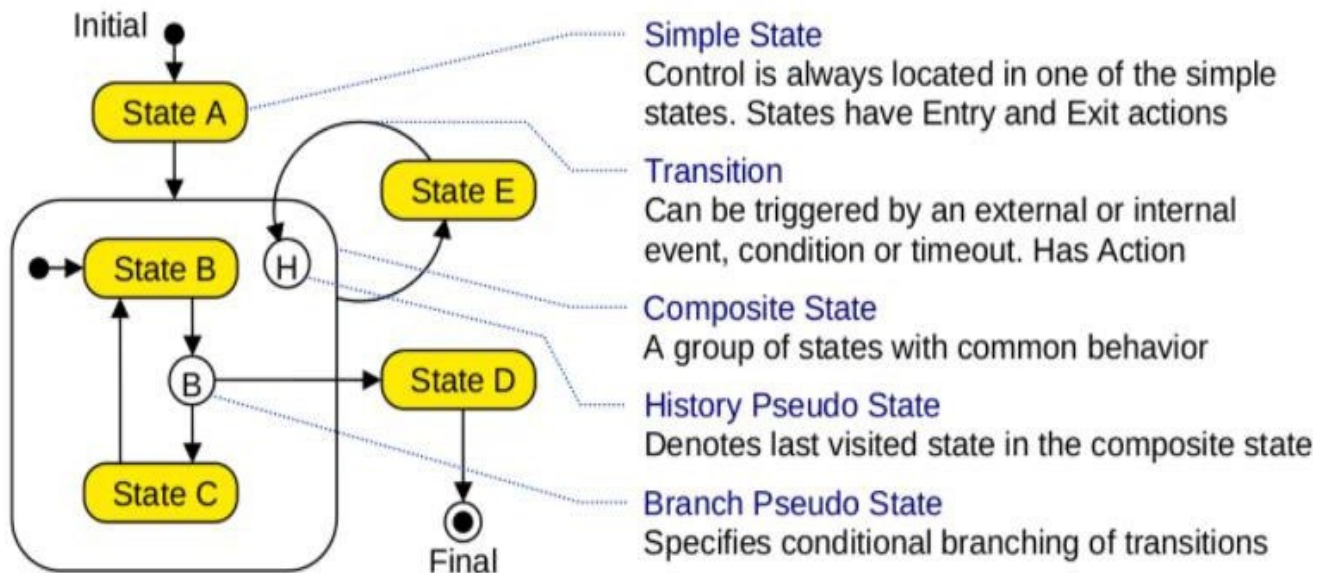 Initial
State A
State E
State B
H
B
State D
State C
Final
Simple State
Control is always located in one of the simple
states. States have Entry and Exit actions
Transition
Can be triggered by an external or internal
event, condition or timeout. Has Action
Composite State
A group of states with common behavior
History Pseudo State
Denotes last visited state in the composite state
Branch Pseudo State
Specifies conditional branching of transitions